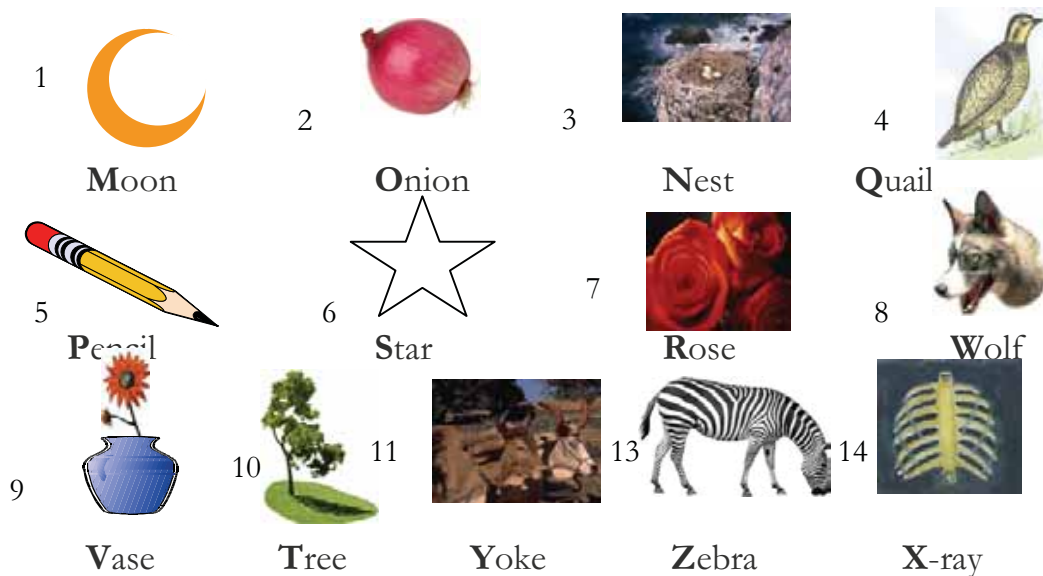 1 2 3 4
Moon Onion Nest Quail
5 6 7 8
Pencil Star Rose Wolf
9 10 11 13 14
Vase Tree Yoke Zebra X-ray